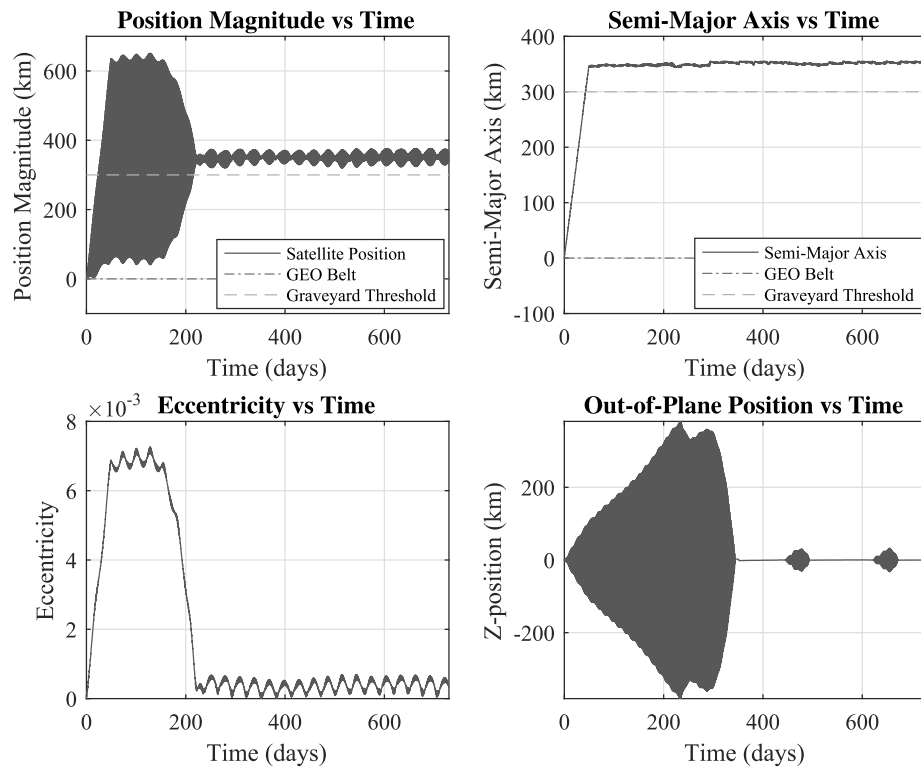 Position Magnitude vs Time
Position Magnitude (km)
600
400
200
0
0
200
400
600
Time (days)
Satellite Position
GEO Belt
Graveyard Threshold
Semi-Major Axis vs Time
Semi-Major Axis (km)
400
300
200
100
0
-100
0
200
400
600
Time (days)
Semi-Major Axis
GEO Belt
Graveyard Threshold
Eccentricity vs Time
×10⁻³
Eccentricity
8
6
4
2
0
0
200
400
600
Time (days)
Out-of-Plane Position vs Time
Z-position (km)
200
0
-200
0
200
400
600
Time (days)